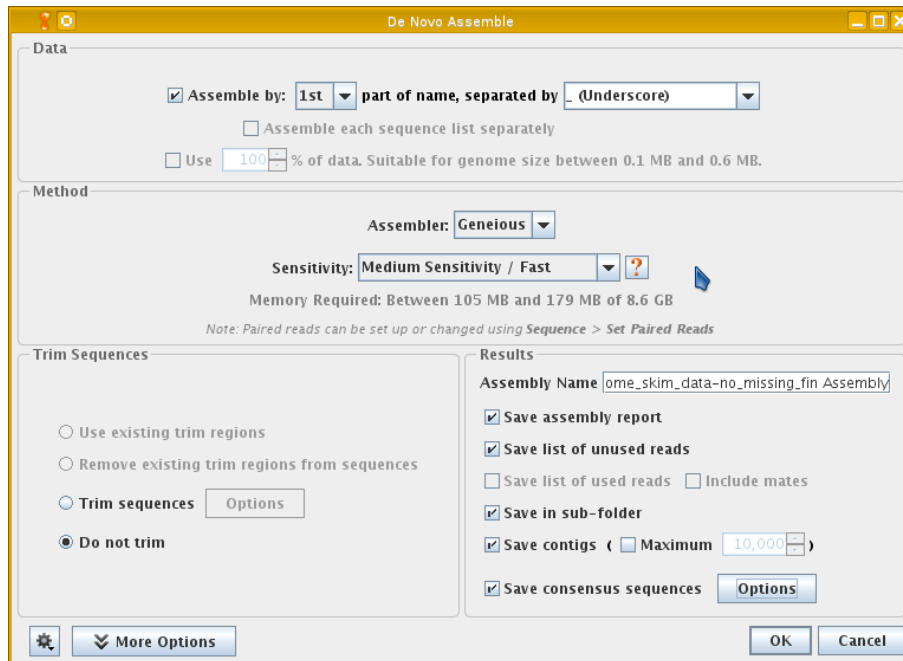 De Novo Assemble
Data
Assemble by: 1st part of name, separated by _ (Underscore)
Assemble each sequence list separately
Use 100 % of data. Suitable for genome size between 0.1 MB and 0.6 MB.
Method
Assembler: Geneious
Sensitivity: Medium Sensitivity / Fast ?
Memory Required: Between 105 MB and 179 MB of 8.6 GB
Note: Paired reads can be set up or changed using Sequence > Set Paired Reads
Trim Sequences
Use existing trim regions
Remove existing trim regions from sequences
Trim sequences Options
Do not trim
Results
Assembly Name ome_skim_data-no_missing_fin Assembly
Save assembly report
Save list of unused reads
Save list of used reads Include mates
Save in sub-folder
Save contigs ( Maximum 10,000 )
Save consensus sequences Options
More Options
OK Cancel